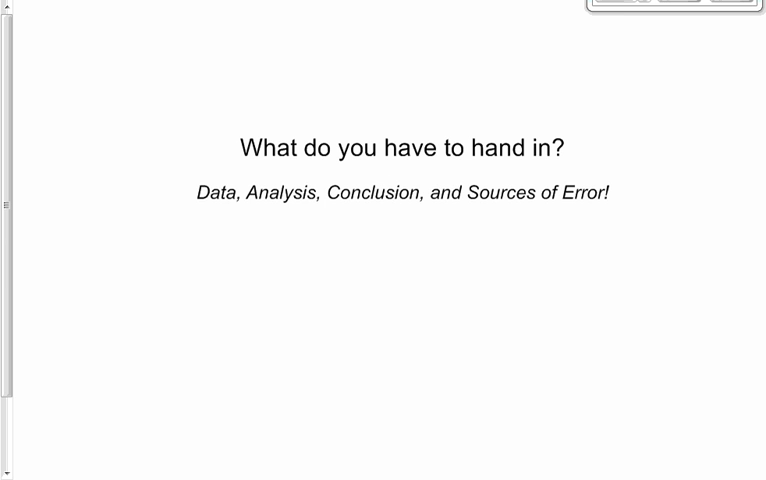 What do you have to hand in?
Data, Analysis, Conclusion, and Sources of Error!